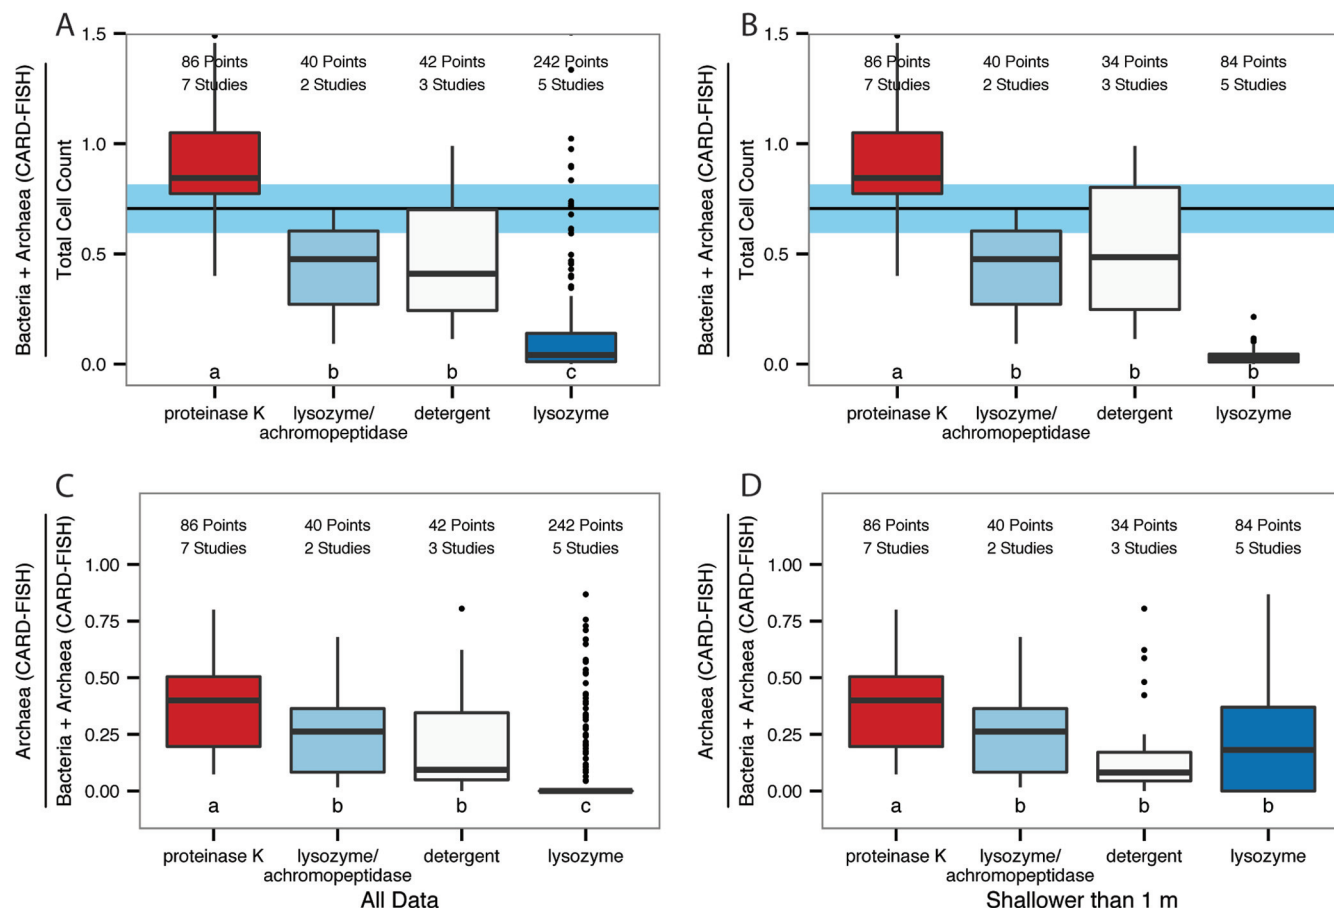 A
Bacteria + Archaea (CARD-FISH)
Total Cell Count
1.5
1.0
0.5
0.0
86 Points
7 Studies
40 Points
2 Studies
42 Points
3 Studies
242 Points
5 Studies
a
b
b
c
proteinase K
lysozyme/
achromopeptidase
detergent
lysozyme
B
Bacteria + Archaea (CARD-FISH)
Total Cell Count
1.5
1.0
0.5
0.0
86 Points
7 Studies
40 Points
2 Studies
34 Points
3 Studies
84 Points
5 Studies
a
b
b
b
proteinase K
lysozyme/
achromopeptidase
detergent
lysozyme
C
Archaea (CARD-FISH)
Bacteria + Archaea (CARD-FISH)
1.00
0.75
0.50
0.25
0.00
86 Points
7 Studies
40 Points
2 Studies
42 Points
3 Studies
242 Points
5 Studies
a
b
b
c
proteinase K
lysozyme/
achromopeptidase
detergent
lysozyme
All Data
D
Archaea (CARD-FISH)
Bacteria + Archaea (CARD-FISH)
1.00
0.75
0.50
0.25
0.00
86 Points
7 Studies
40 Points
2 Studies
34 Points
3 Studies
84 Points
5 Studies
a
b
b
b
proteinase K
lysozyme/
achromopeptidase
detergent
lysozyme
Shallower than 1 m